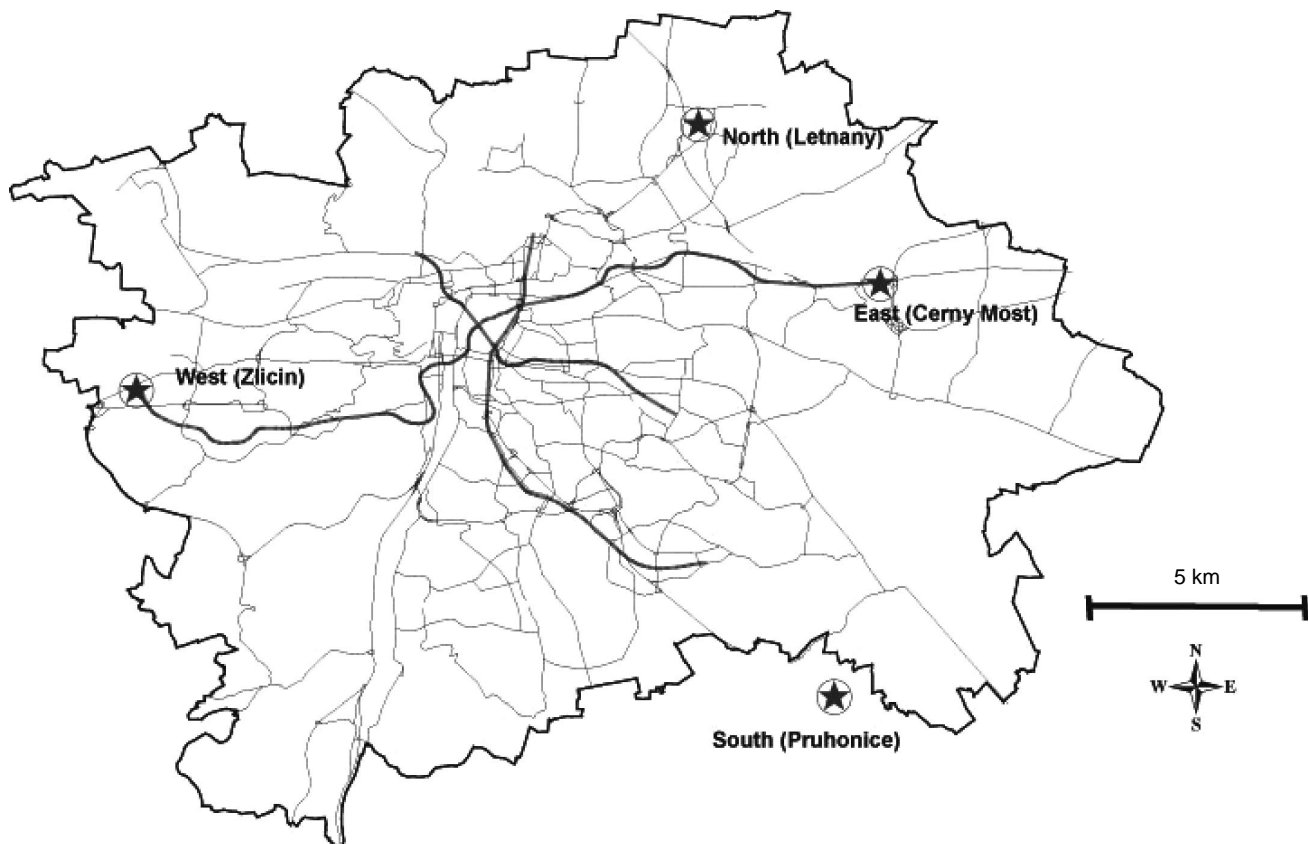 North (Letnany)
East (Cerny Most)
West (Zlicin)
5 km
N
W E
S
South (Pruhonice)